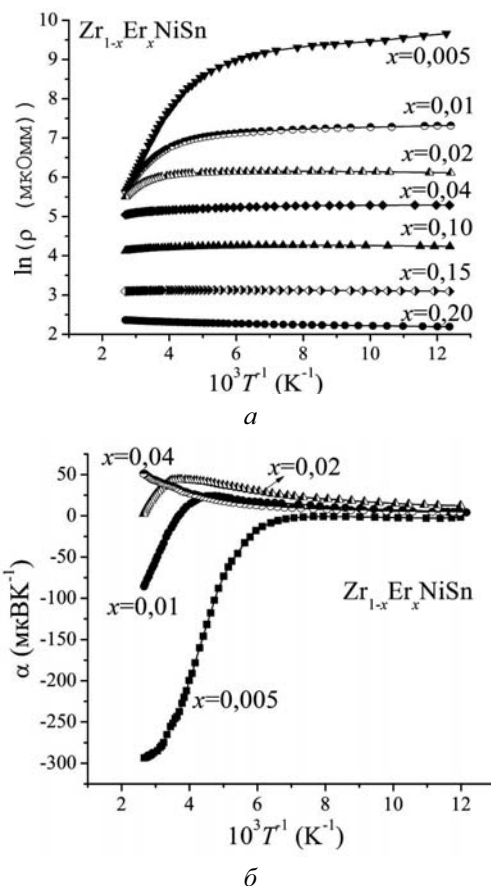 Zr₁₋ₓErₓNiSn
10
9
8
7
6
5
4
3
2
x=0,005
x=0,01
x=0,02
x=0,04
x=0,10
x=0,15
x=0,20
ln (ρ (мкОмм))
2 4 6 8 10 12
10³T⁻¹ (K⁻¹)
а
50
0
-50
-100
-150
-200
-250
-300
x=0,04
x=0,02
x=0,01
Zr₁₋ₓErₓNiSn
x=0,005
α (мкВК⁻¹)
2 4 6 8 10 12
10³T⁻¹ (K⁻¹)
б